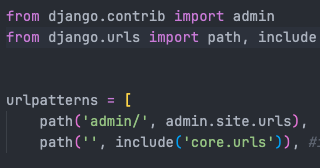 from django.contrib import admin
from django.urls import path, include
urlpatterns = [
    path('admin/', admin.site.urls),
    path('', include('core.urls')), #